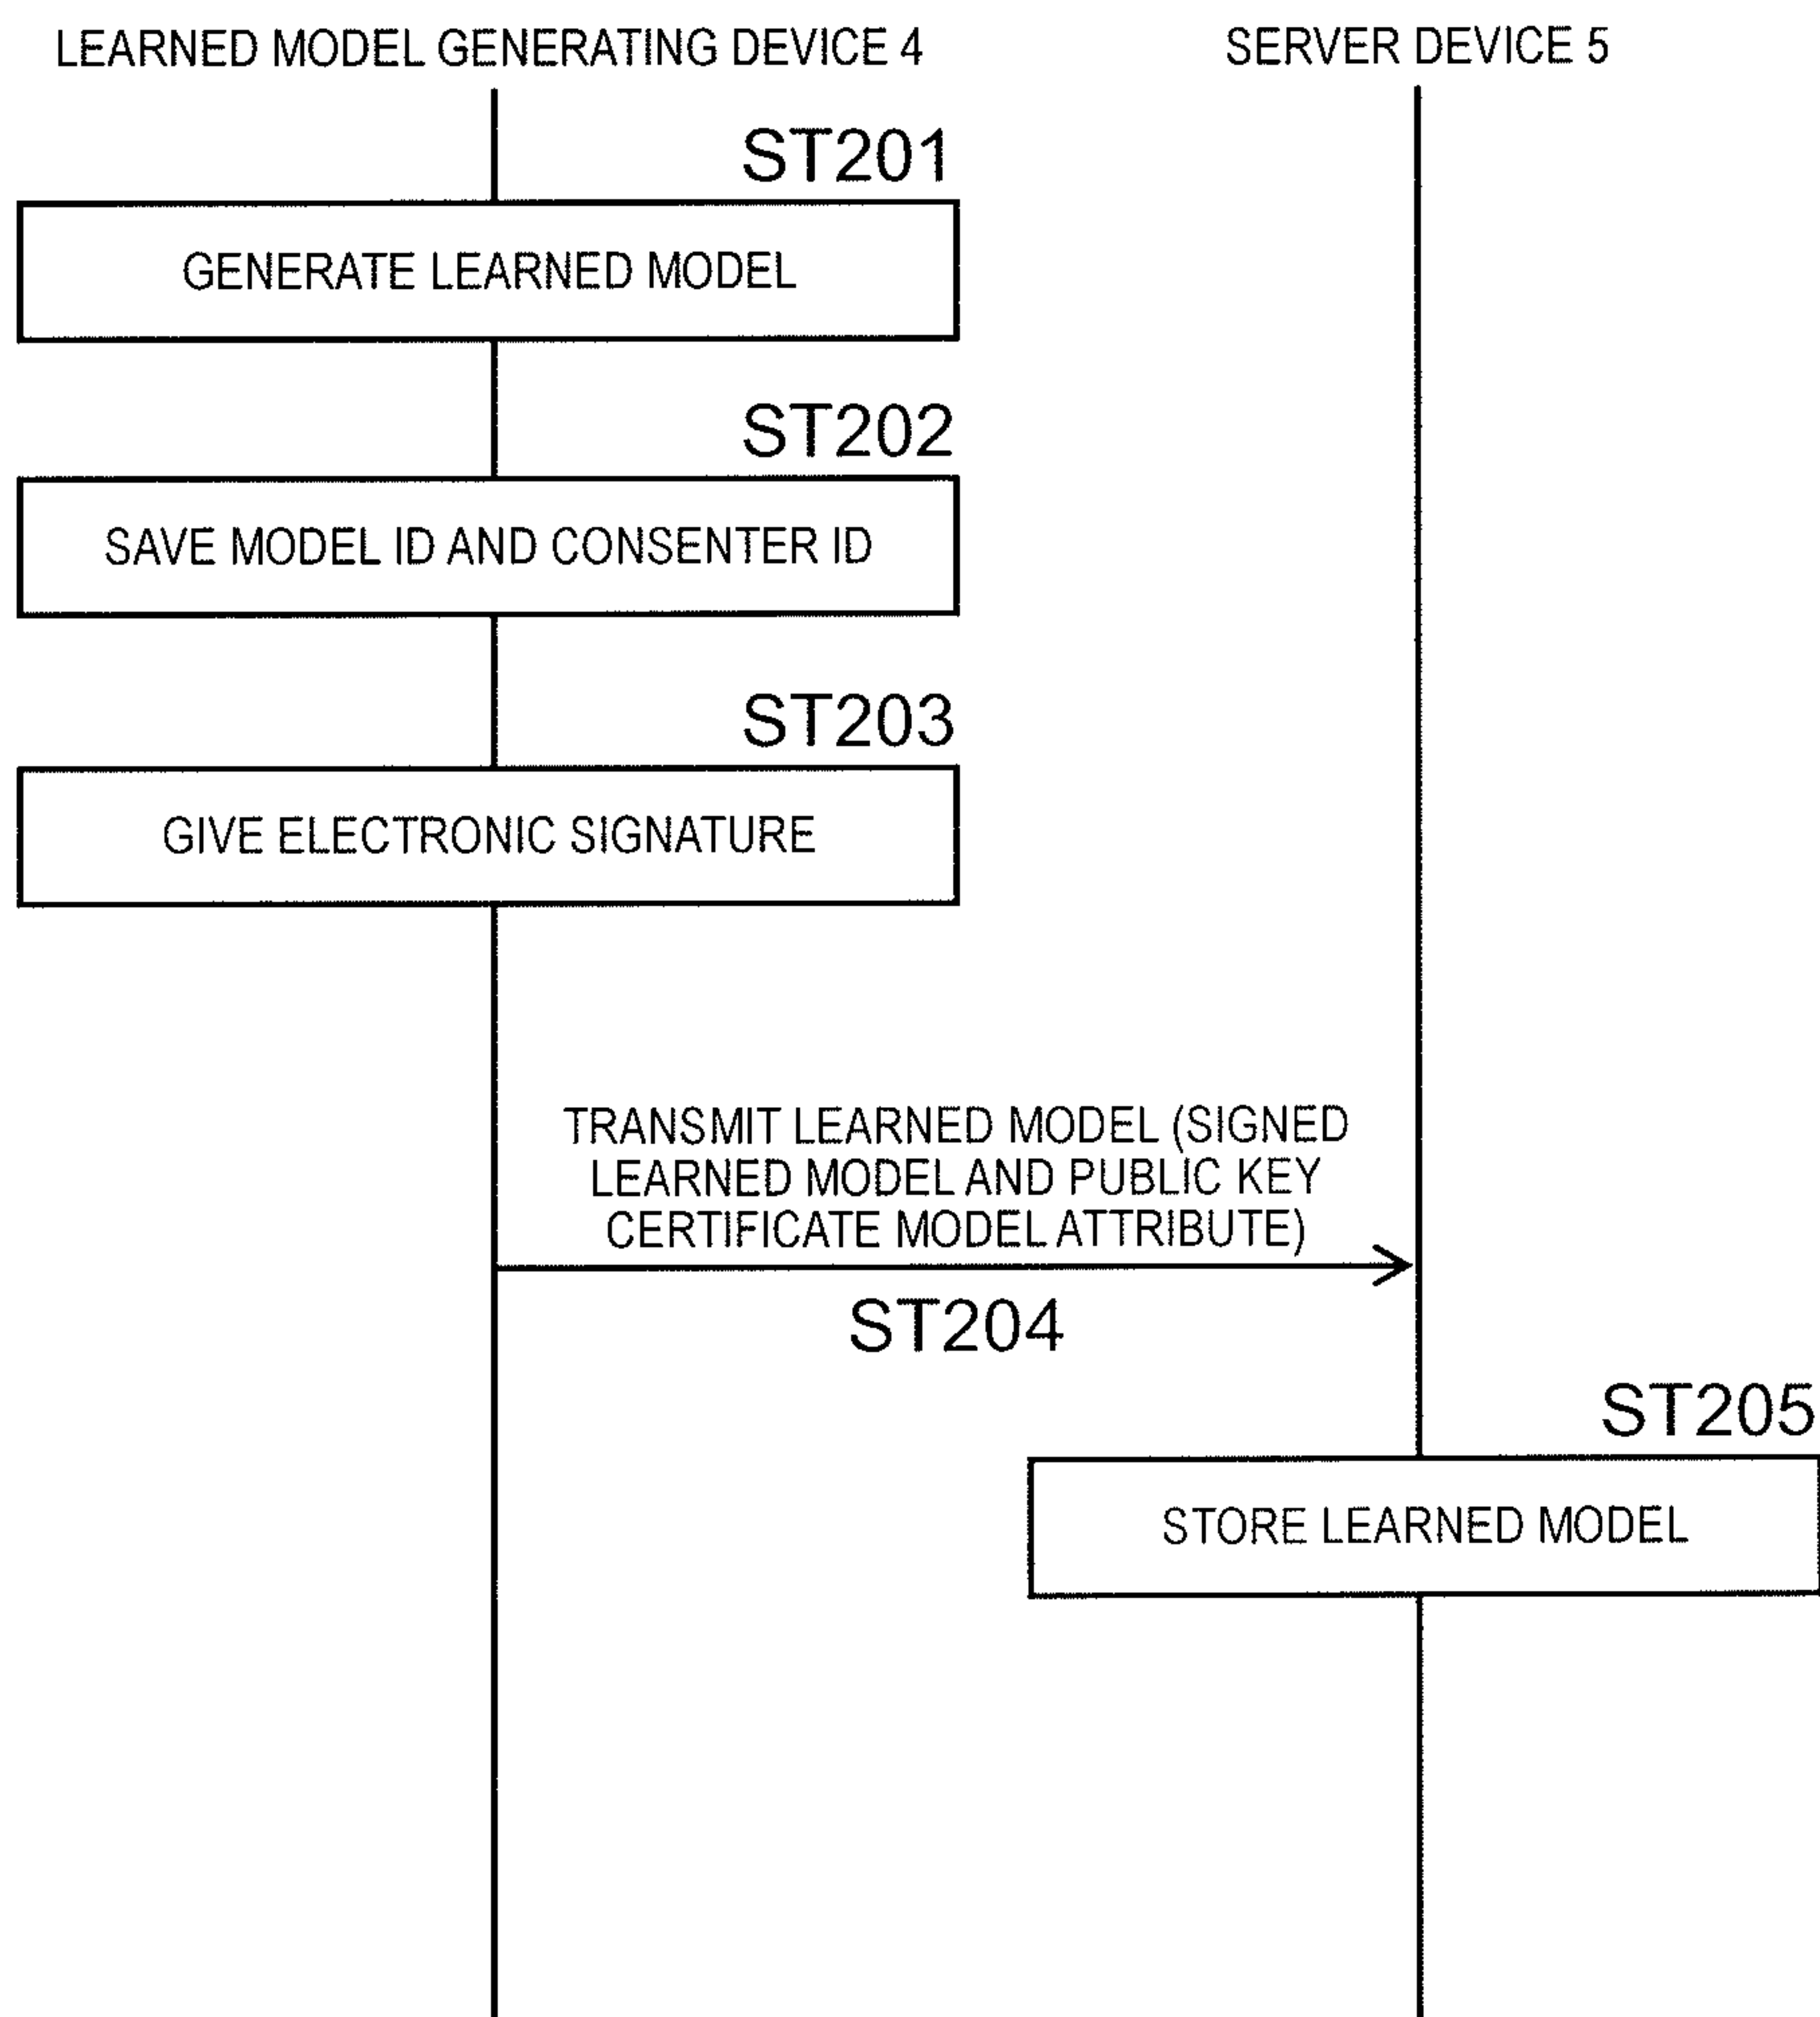 LEARNED MODEL GENERATING DEVICE 4
SERVER DEVICE 5
ST201
GENERATE LEARNED MODEL
ST202
SAVE MODEL ID AND CONSENTER ID
ST203
GIVE ELECTRONIC SIGNATURE
TRANSMIT LEARNED MODEL (SIGNED
LEARNED MODEL AND PUBLIC KEY
CERTIFICATE MODEL ATTRIBUTE)
ST204
ST205
STORE LEARNED MODEL